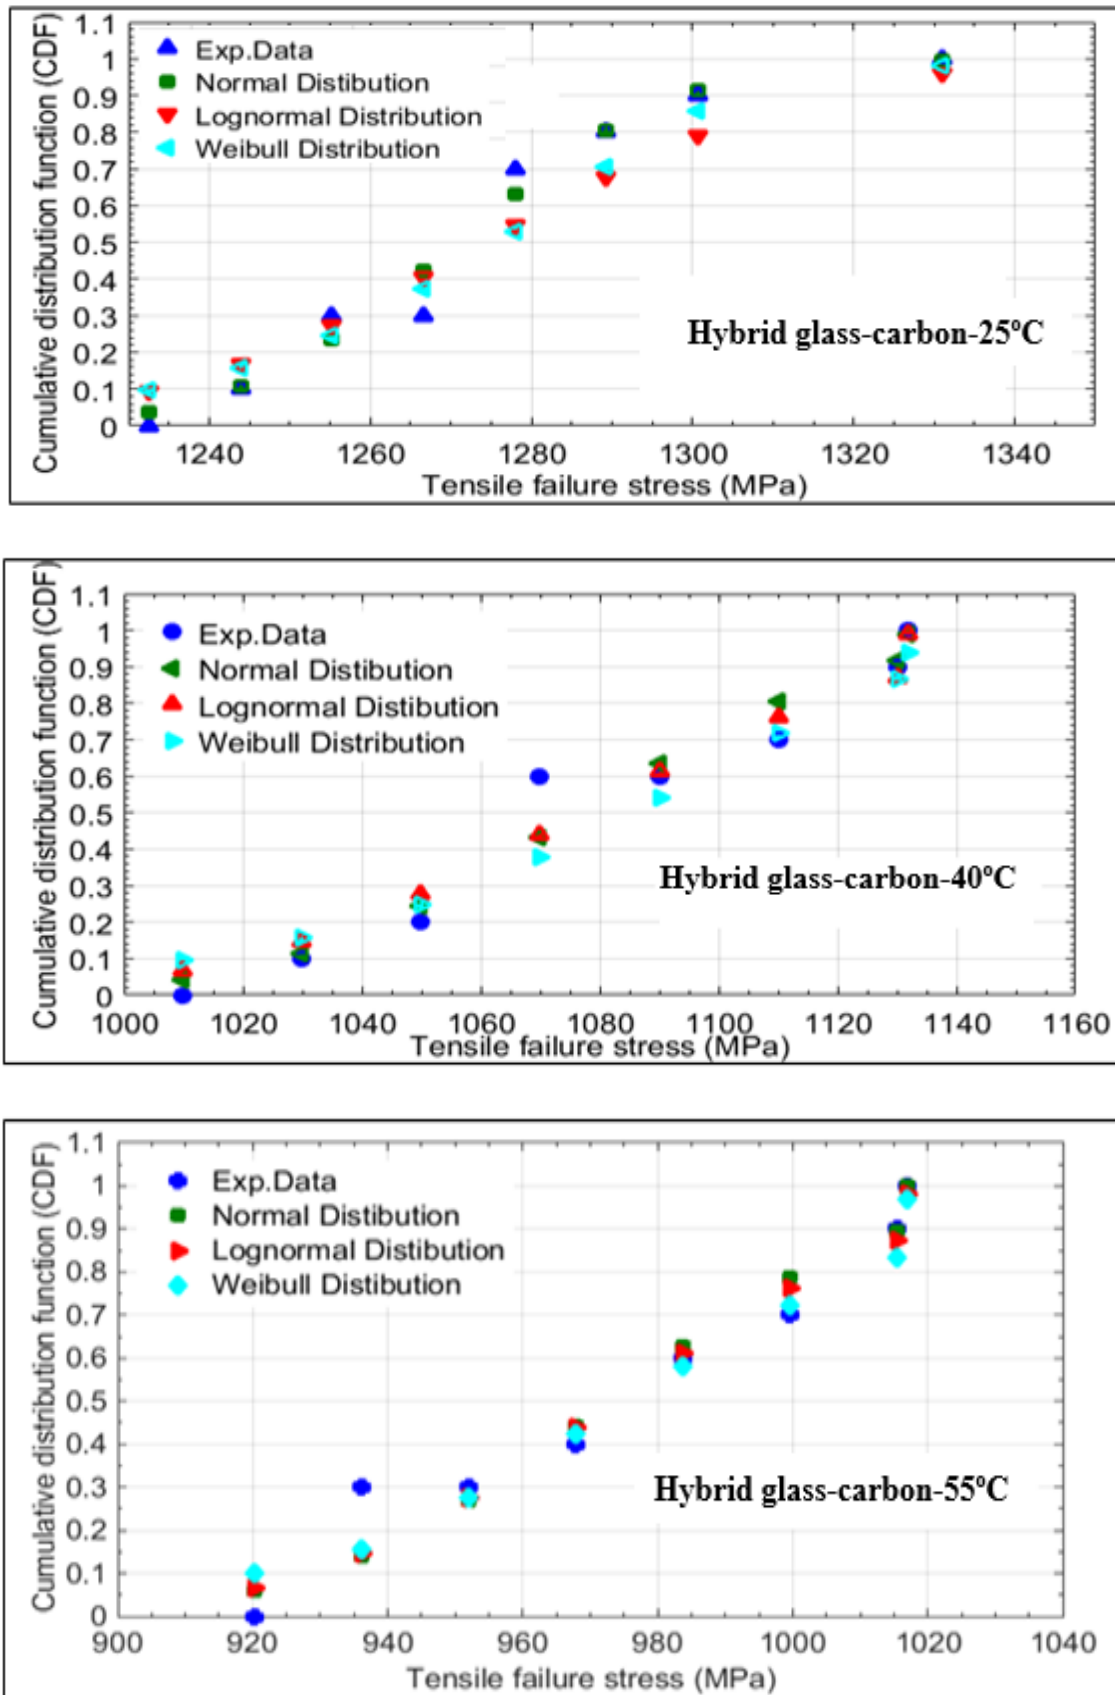 Cumulative distribution function (CDF)
1.1
1
0.9
0.8
0.7
0.6
0.5
0.4
0.3
0.2
0.1
0
Exp.Data
Normal Distibution
Lognormal Distribution
Weibull Distribution
Hybrid glass-carbon-25ºC
1240 1260 1280 1300 1320 1340
Tensile failure stress (MPa)
Cumulative distribution function (CDF)
1.1
1
0.9
0.8
0.7
0.6
0.5
0.4
0.3
0.2
0.1
0
Exp.Data
Normal Distibution
Lognormal Distibution
Weibull Distribution
Hybrid glass-carbon-40ºC
1000 1020 1040 1060 1080 1100 1120 1140 1160
Tensile failure stress (MPa)
Cumulative distribution function (CDF)
1.1
1
0.9
0.8
0.7
0.6
0.5
0.4
0.3
0.2
0.1
0
Exp.Data
Normal Distibution
Lognormal Distibution
Weibull Distibution
Hybrid glass-carbon-55ºC
900 920 940 960 980 1000 1020 1040
Tensile failure stress (MPa)